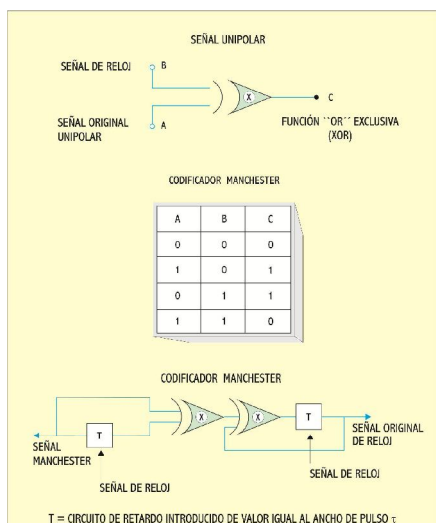 SEÑAL UNIPOLAR
SEÑAL DE RELOJ B
X C
SEÑAL ORIGINAL UNIPOLAR A
FUNCIÓN ``OR´´ EXCLUSIVA (XOR)
CODIFICADOR MANCHESTER
A B C
0 0 0
1 0 1
0 1 1
1 1 0
CODIFICADOR MANCHESTER
X X T
SEÑAL ORIGINAL DE RELOJ
T
SEÑAL MANCHESTER
SEÑAL DE RELOJ
SEÑAL DE RELOJ
T = CIRCUITO DE RETARDO INTRODUCIDO DE VALOR IGUAL AL ANCHO DE PULSO τ